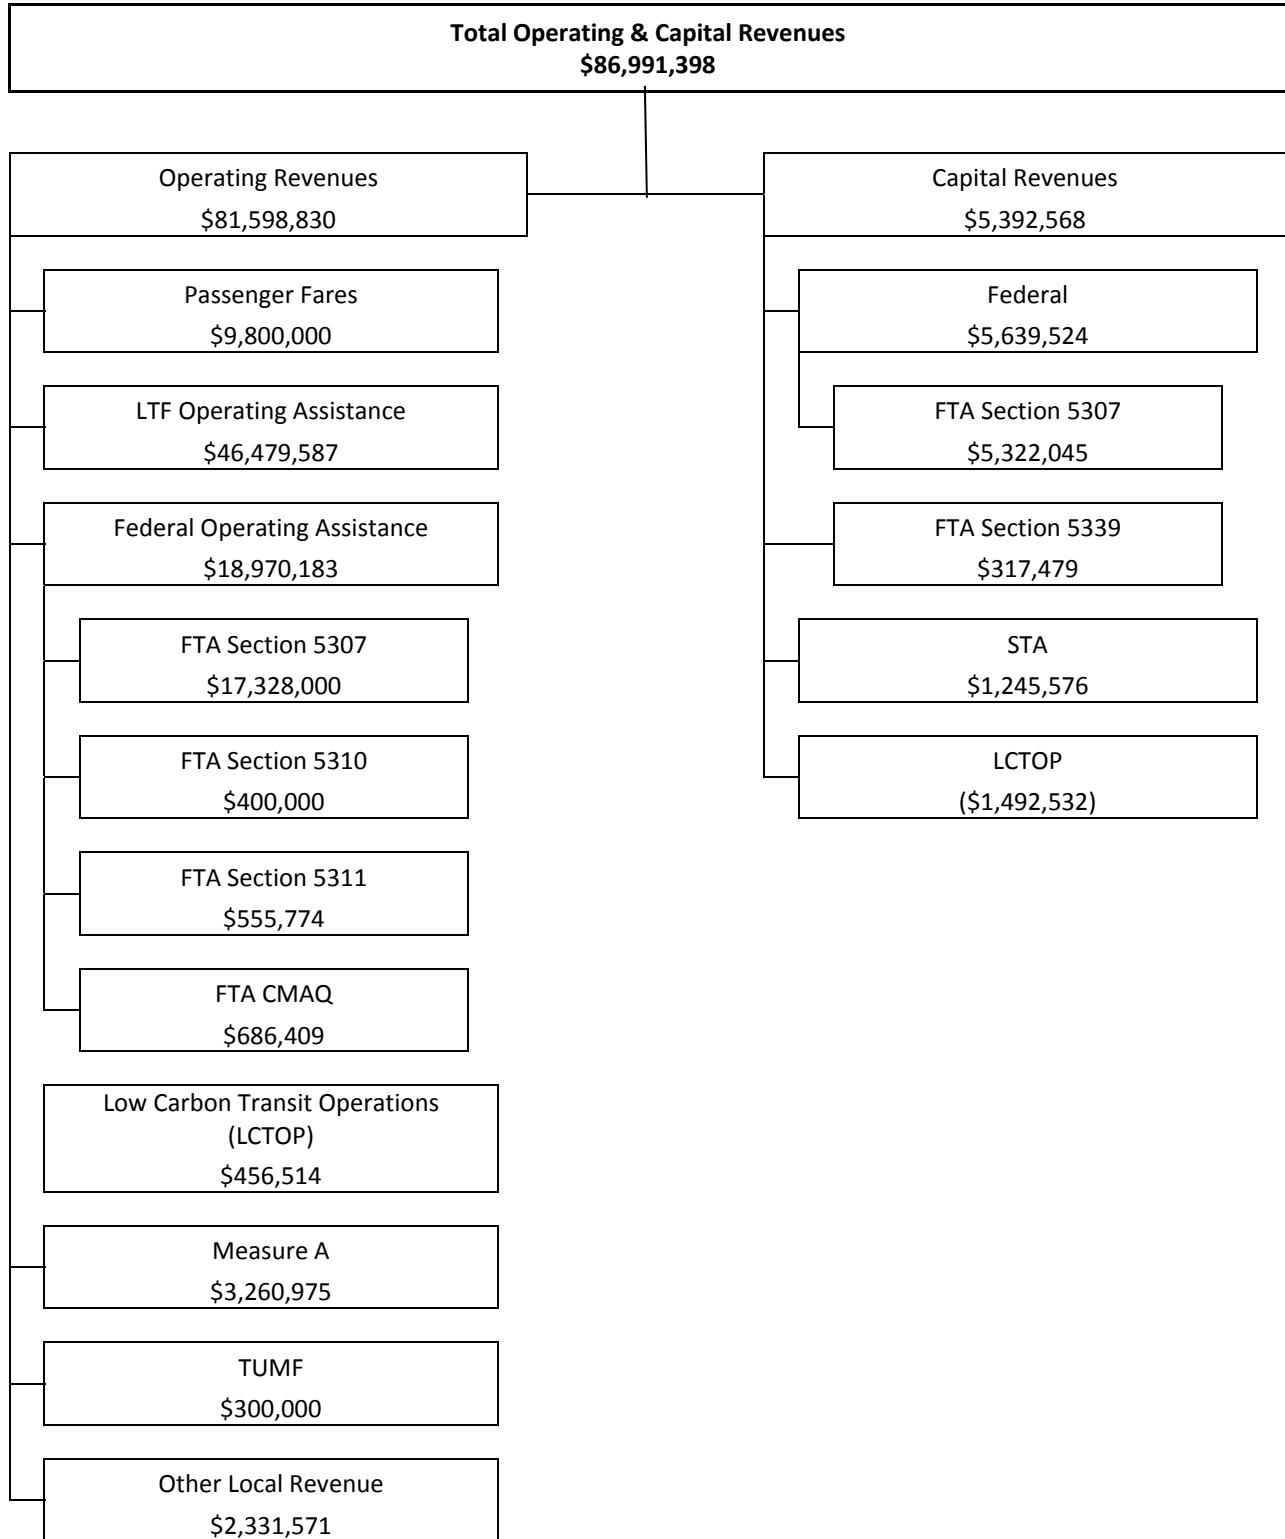 Total Operating & Capital Revenues
$86,991,398
Operating Revenues
$81,598,830
Passenger Fares
$9,800,000
LTF Operating Assistance
$46,479,587
Federal Operating Assistance
$18,970,183
FTA Section 5307
$17,328,000
FTA Section 5310
$400,000
FTA Section 5311
$555,774
FTA CMAQ
$686,409
Low Carbon Transit Operations
(LCTOP)
$456,514
Measure A
$3,260,975
TUMF
$300,000
Other Local Revenue
$2,331,571
Capital Revenues
$5,392,568
Federal
$5,639,524
FTA Section 5307
$5,322,045
FTA Section 5339
$317,479
STA
$1,245,576
LCTOP
($1,492,532)